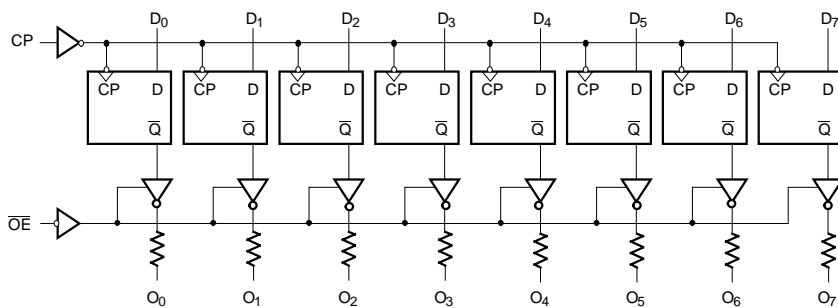 D₀ D₁ D₂ D₃ D₄ D₅ D₆ D₇
CP
CP D CP D CP D CP D CP D CP D CP D CP D
Q̅ Q̅ Q̅ Q̅ Q̅ Q̅ Q̅ Q̅
O̅E̅
O₀ O₁ O₂ O₃ O₄ O₅ O₆ O₇